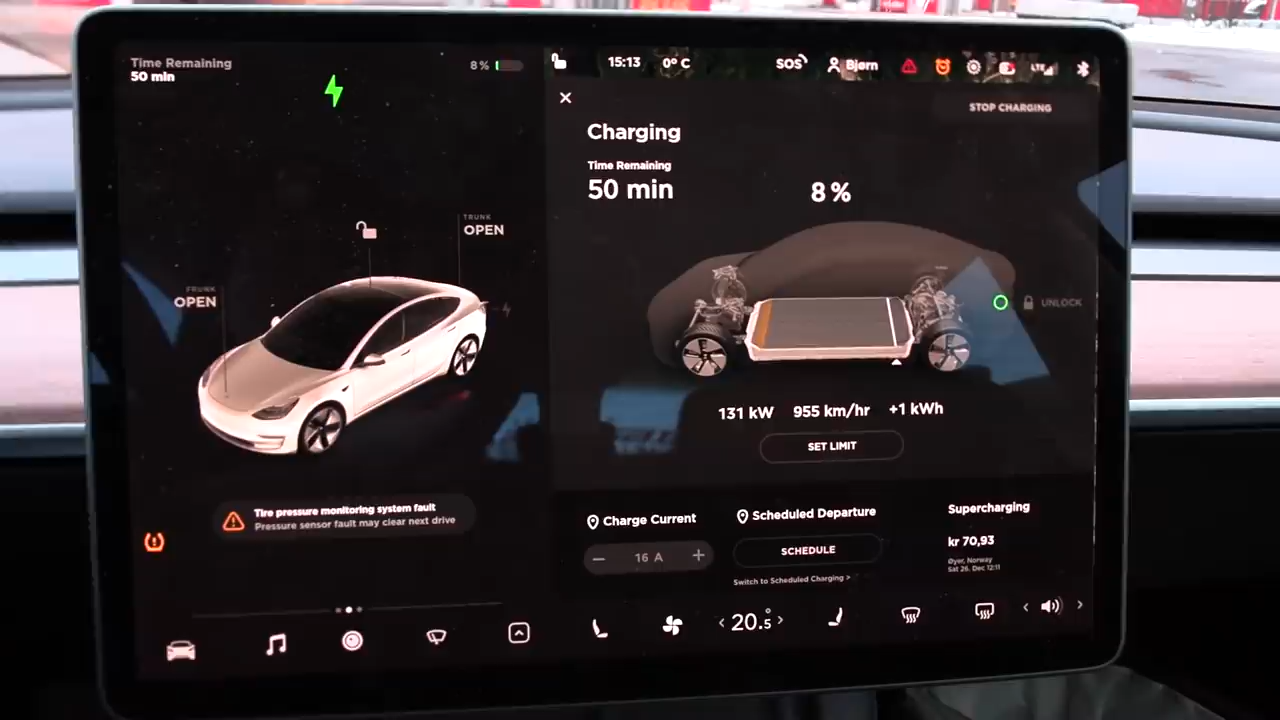 Time Remaining
50 min
8 %
15:13
0° C
SOS
Bjørn
LTE
STOP CHARGING
Charging
Time Remaining
50 min
8 %
TRUNK
OPEN
FRUNK
OPEN
UNLOCK
131 kW 955 km/hr +1 kWh
SET LIMIT
Tire pressure monitoring system fault
Pressure sensor fault may clear next drive
Charge Current
16 A
Scheduled Departure
SCHEDULE
Switch to Scheduled Charging >
Supercharging
kr 70,93
Øyer, Norway
Sat 26. Dec 12:11
< 20.5° >